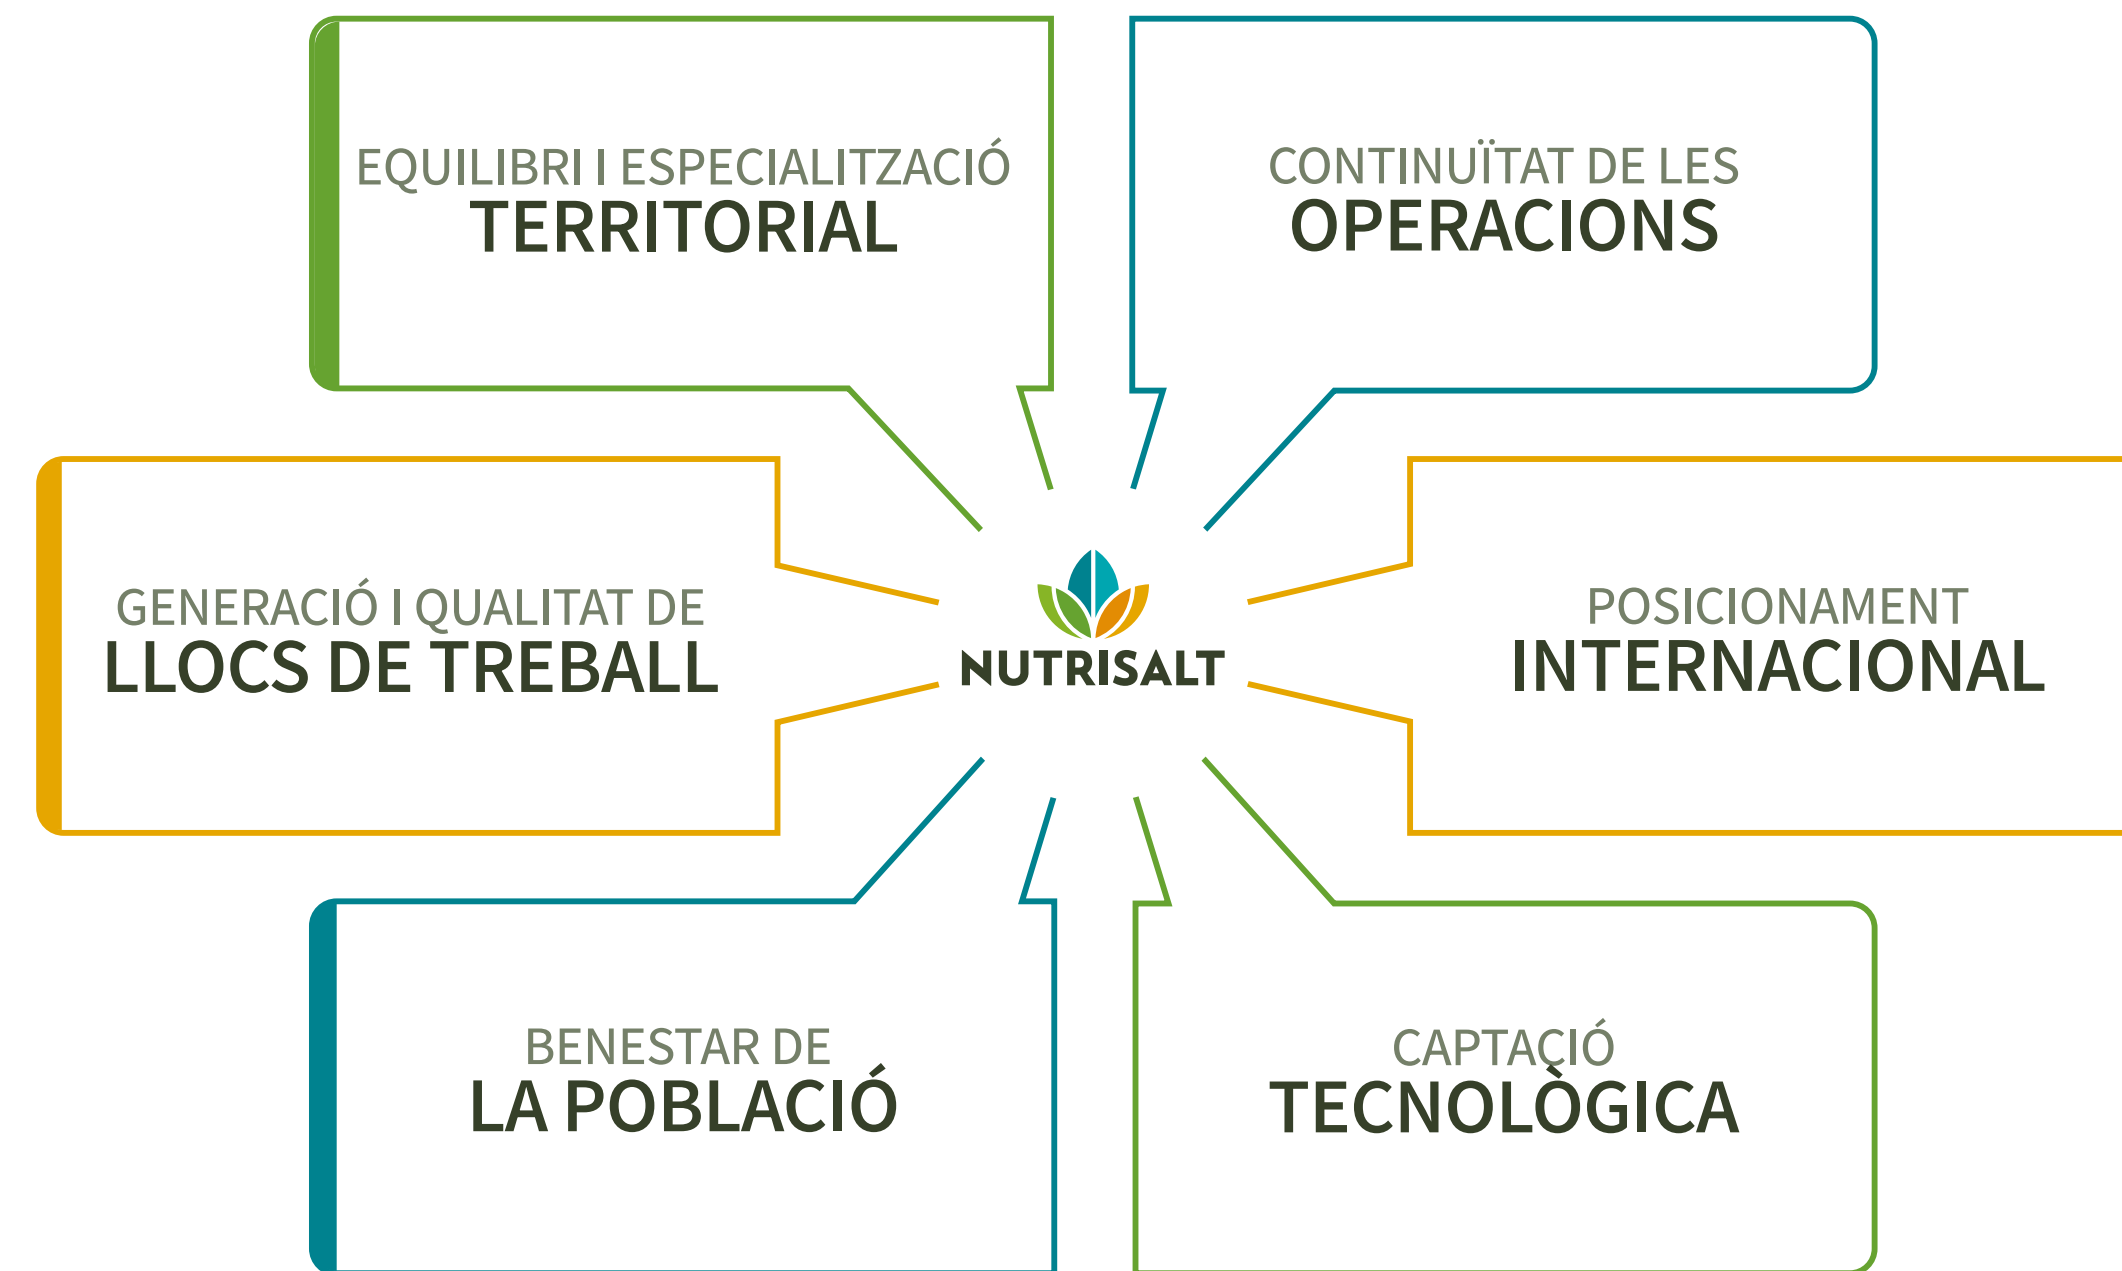 EQUILIBRI I ESPECIALITZACIÓ
TERRITORIAL
CONTINUÏTAT DE LES
OPERACIONS
GENERACIÓ I QUALITAT DE
LLOCS DE TREBALL
NUTRISALT
POSICIONAMENT
INTERNACIONAL
BENESTAR DE
LA POBLACIÓ
CAPTACIÓ
TECNOLÒGICA